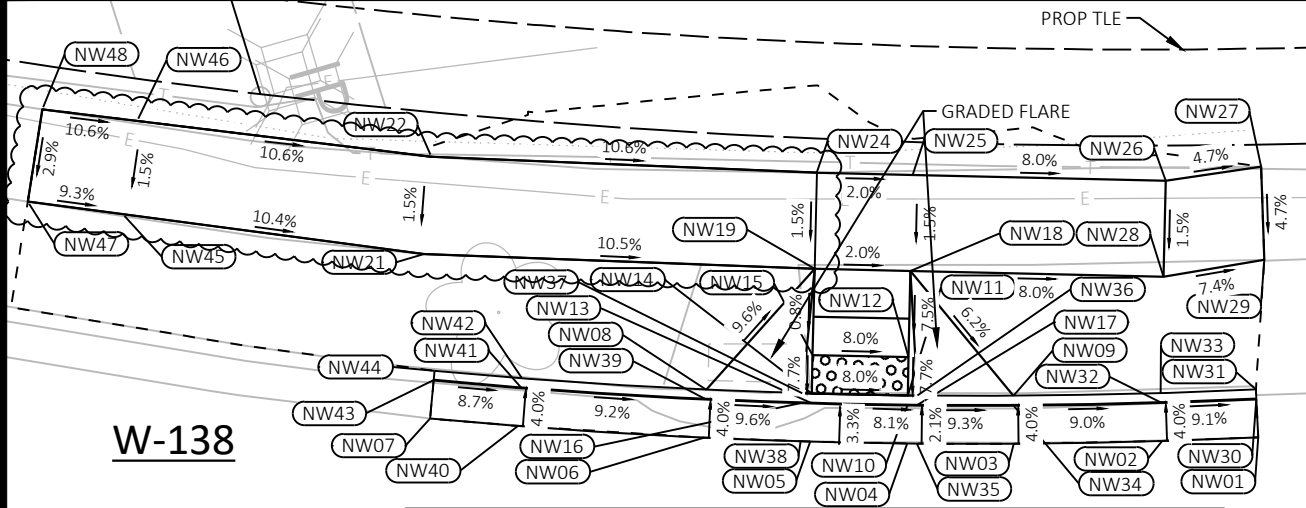 PROP TLE
NW48
NW46
NW22
GRADED FLARE
NW27
NW24
NW25
NW26
10.6%
10.6%
10.6%
8.0%
4.7%
2.9%
1.5%
1.5%
1.5%
2.0%
1.5%
1.5%
4.7%
E
E
E
E
E
T
T
T
T
9.3%
10.4%
10.5%
2.0%
8.0%
7.4%
NW47
NW45
NW21
NW19
NW18
NW28
NW29
NW37
NW14
NW15
NW12
NW11
NW36
NW13
NW17
NW42
NW08
NW09
NW33
NW41
NW39
NW32
NW31
NW44
9.6%
0.8%
7.5%
6.2%
8.0%
8.0%
7.7%
7.7%
NW43
8.7%
4.0%
9.2%
4.0%
9.6%
3.3%
8.1%
2.1%
9.3%
4.0%
9.0%
4.0%
9.1%
NW07
NW40
NW16
NW06
NW38
NW05
NW10
NW04
NW03
NW35
NW02
NW34
NW30
NW01
W-138